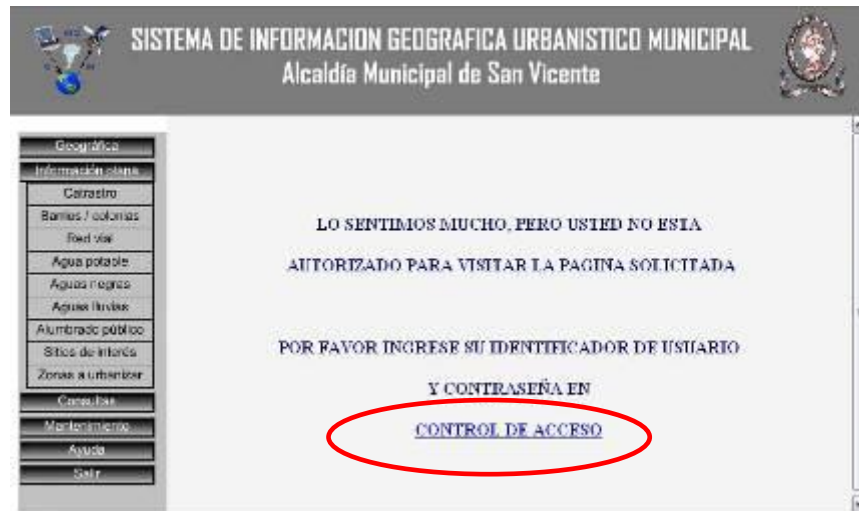 SISTEMA DE INFORMACION GEOGRAFICA URBANISTICO MUNICIPAL
Alcaldía Municipal de San Vicente
Geográfica
Información plana
Catrastro
Barrios / colonias
Red vial
Agua potable
Aguas negras
Aguas lluvias
Alumbrado público
Sitios de interés
Zonas a urbanizar
Consultas
Mantenimiento
Ayuda
Salir
LO SENTIMOS MUCHO, PERO USTED NO ESTA
AUTORIZADO PARA VISITAR LA PAGINA SOLICITADA
POR FAVOR INGRESE SU IDENTIFICADOR DE USUARIO
Y CONTRASEÑA EN
CONTROL DE ACCESO